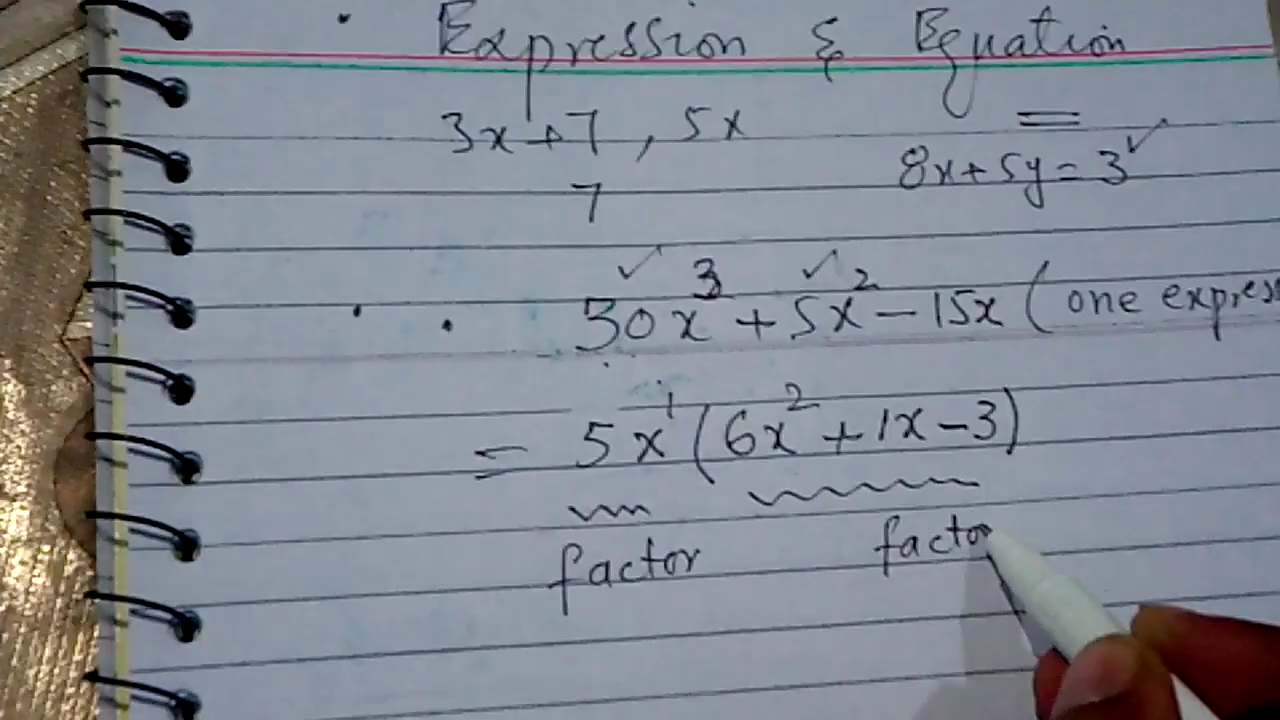 Expression & Equation
3x+7, 5x
=
7
8x+5y=3✓
✓ ✓
30x³+5x²-15x (one expres
= 5x¹(6x²+1x-3)
factor factor